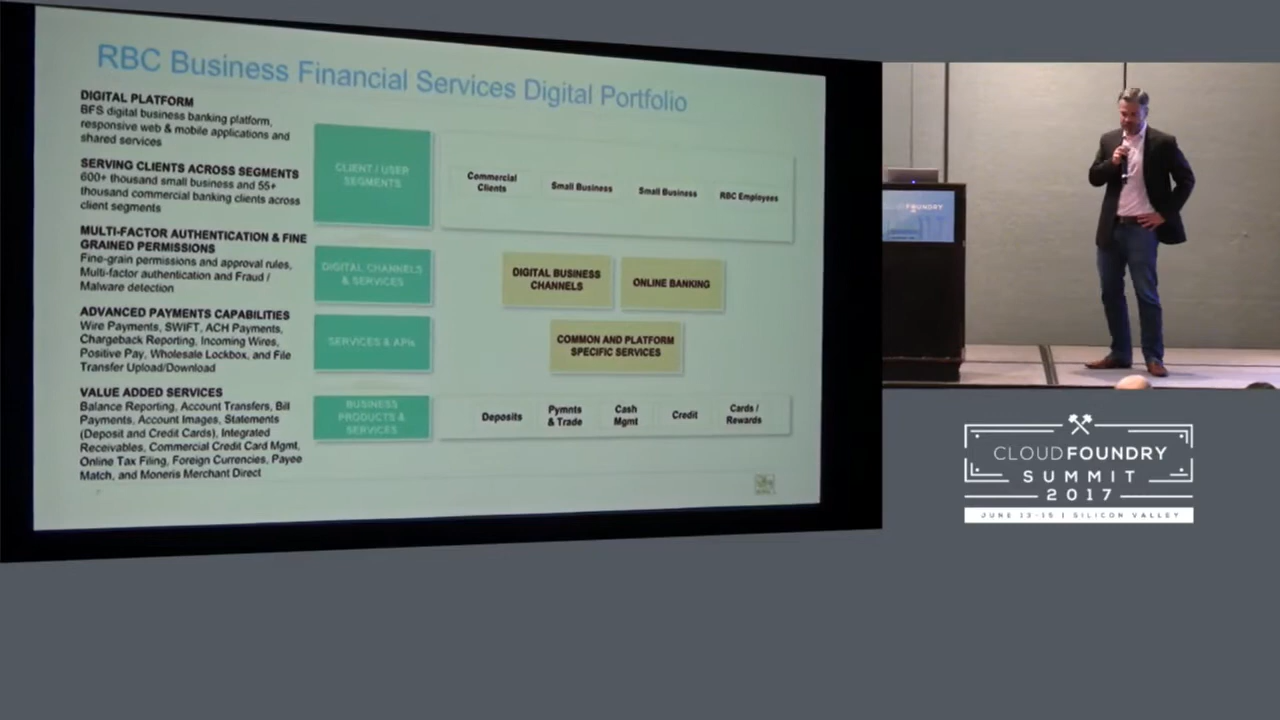 RBC Business Financial Services Digital Portfolio
DIGITAL PLATFORM
BFS digital business banking platform,
responsive web & mobile applications and
shared services
SERVING CLIENTS ACROSS SEGMENTS
600+ thousand small business and 55+
thousand commercial banking clients across
client segments
MULTI-FACTOR AUTHENTICATION & FINE
GRAINED PERMISSIONS
Fine-grain permissions and approval rules,
Multi-factor authentication and Fraud /
Malware detection
ADVANCED PAYMENTS CAPABILITIES
Wire Payments, SWIFT, ACH Payments,
Chargeback Reporting, Incoming Wires,
Positive Pay, Wholesale Lockbox, and File
Transfer Upload/Download
VALUE ADDED SERVICES
Balance Reporting, Account Transfers, Bill
Payments, Account Images, Statements
(Deposit and Credit Cards), Integrated
Receivables, Commercial Credit Card Mgmt,
Online Tax Filing, Foreign Currencies, Payee
Match, and Moneris Merchant Direct
CLIENT / USER
SEGMENTS
Commercial
Clients
Small Business
Small Business
RBC Employees
DIGITAL CHANNELS
& SERVICES
DIGITAL BUSINESS
CHANNELS
ONLINE BANKING
SERVICES & APIs
COMMON AND PLATFORM
SPECIFIC SERVICES
BUSINESS
PRODUCTS &
SERVICES
Deposits
Pymnts
& Trade
Cash
Mgmt
Credit
Cards /
Rewards
CLOUDFOUNDRY
CLOUDFOUNDRY
SUMMIT
2017
JUNE 13-15 | SILICON VALLEY